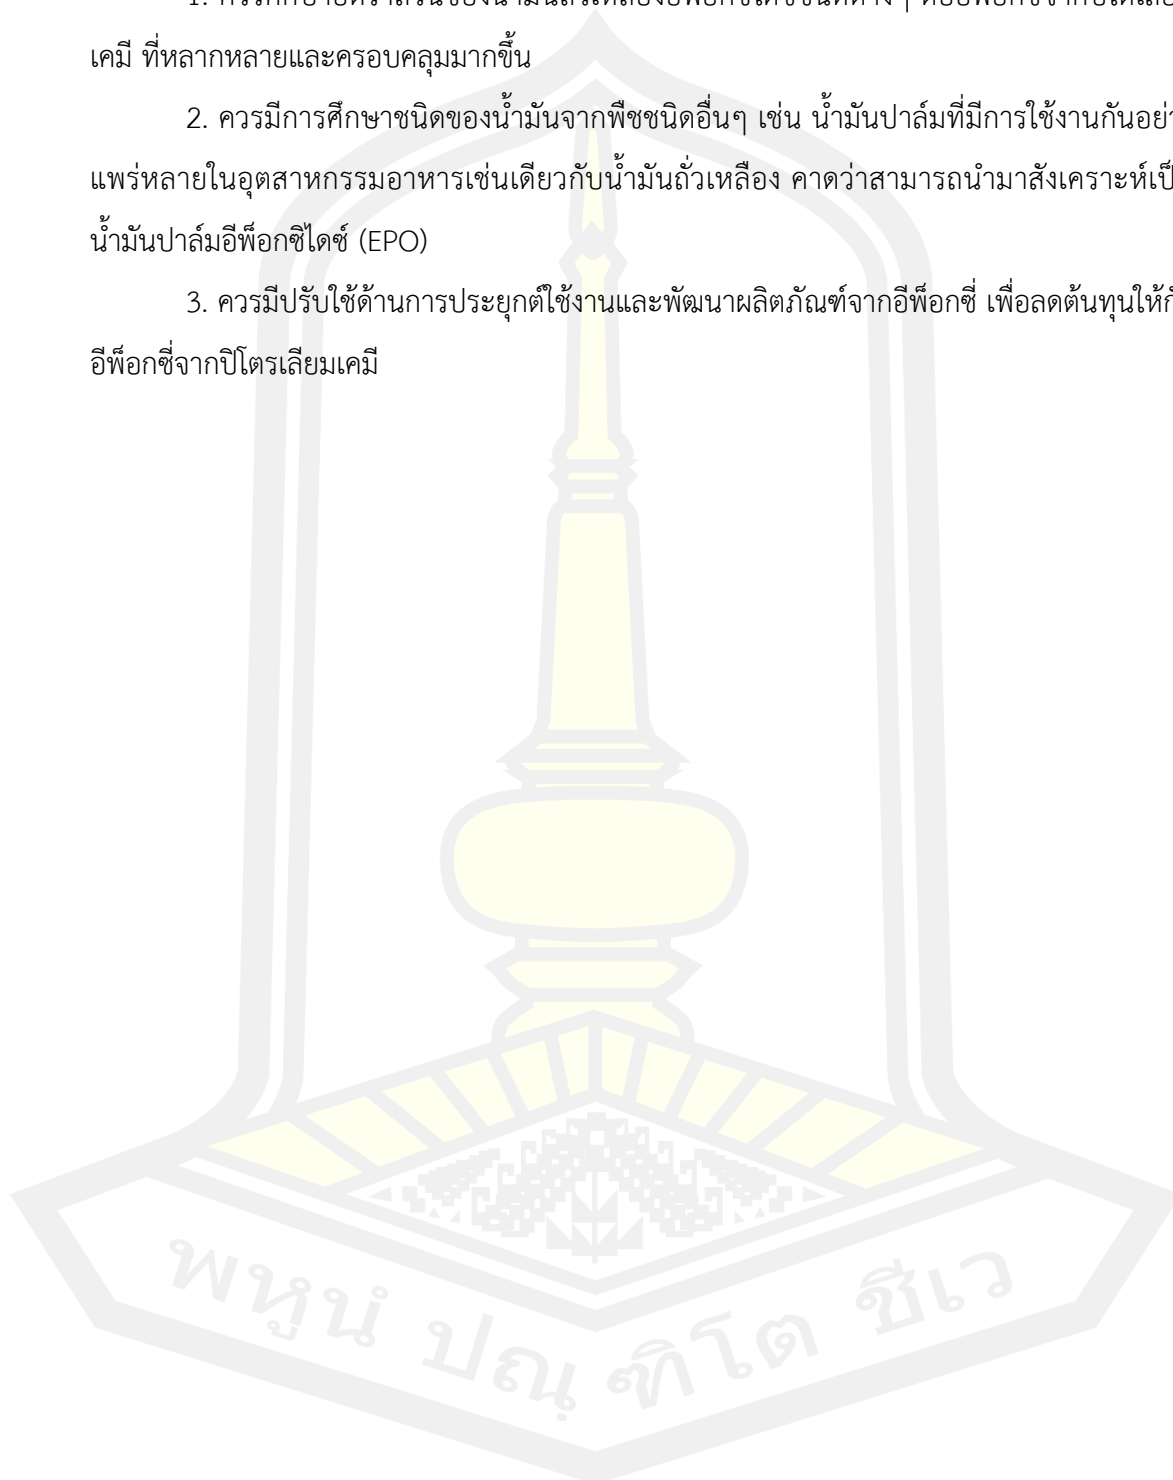 เคมี ที่หลากหลายและครอบคลุมมากขึ้น
2. ควรมีการศึกษาชนิดของน้ำมันจากพืชชนิดอื่นๆ เช่น น้ำมันปาล์มที่มีการใช้งานกันอย่า
แพร่หลายในอุตสาหกรรมอาหารเช่นเดียวกับน้ำมันถั่วเหลือง คาดว่าสามารถนำมาสังเคราะห์เป็
น้ำมันปาล์มอีพ็อกซิไดซ์ (EPO)
3. ควรมีปรับใช้ด้านการประยุกต์ใช้งานและพัฒนาผลิตภัณฑ์จากอีพ็อกซี่ เพื่อลดต้นทุนให้กั
อีพ็อกซี่จากปิโตรเลียมเคมี
พหูนํ ปณฺฑิโต ชีเว